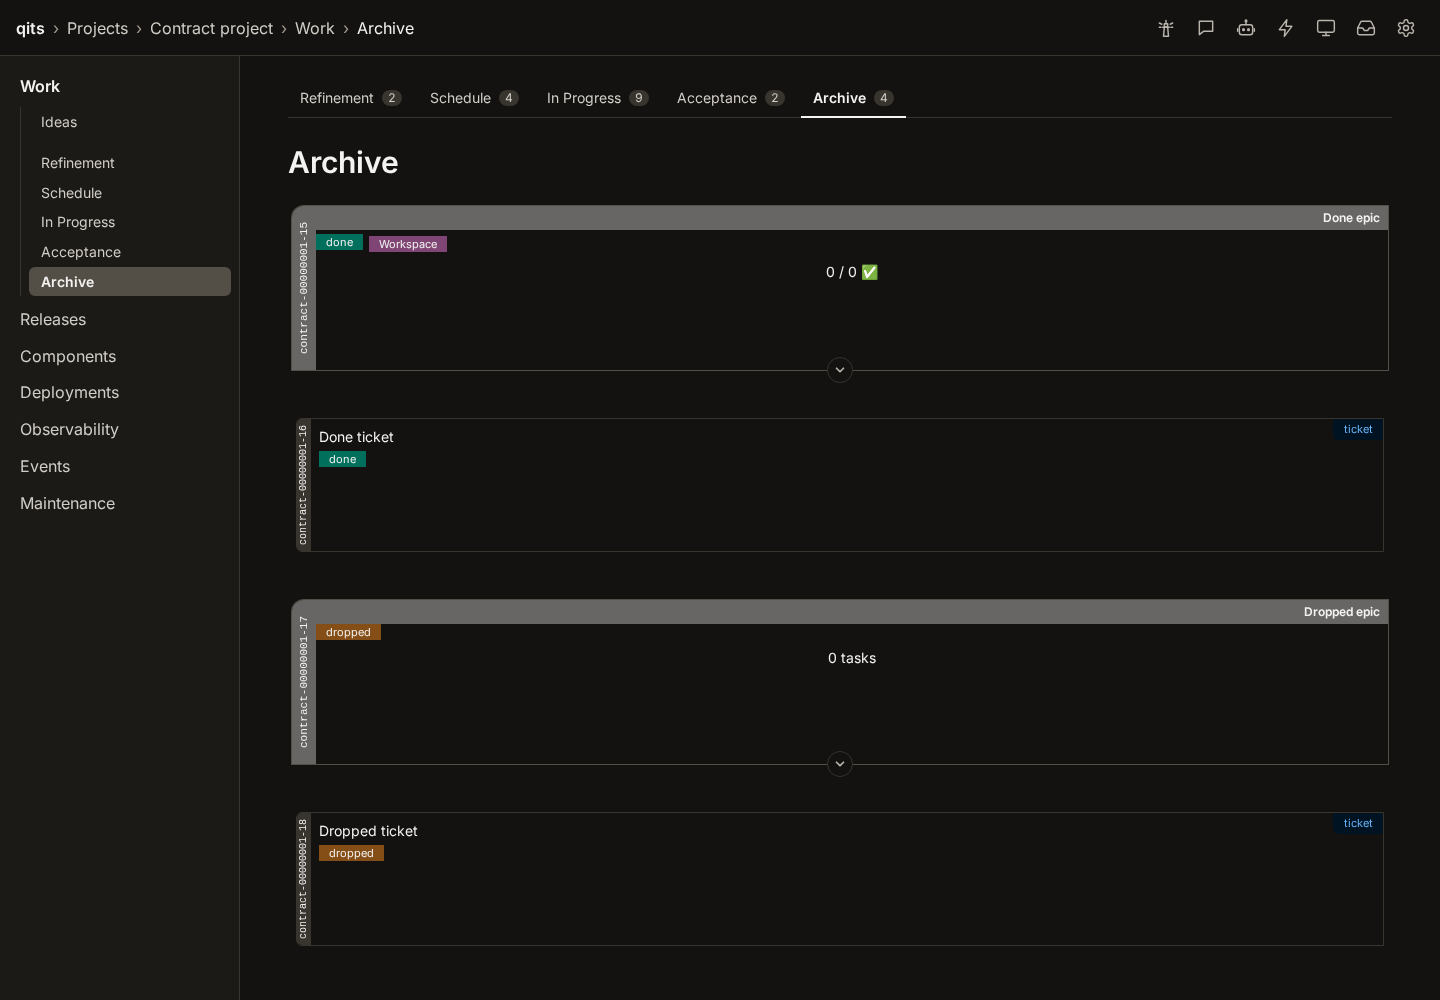 qits › Projects › Contract project › Work › Archive
Work
Ideas
Refinement
Schedule
In Progress
Acceptance
Archive
Releases
Components
Deployments
Observability
Events
Maintenance
Refinement 2
Schedule 4
In Progress 9
Acceptance 2
Archive 4
Archive
contract-00000001-15
Done epic
done
Workspace
0 / 0 ✅
contract-00000001-16
Done ticket
ticket
done
contract-00000001-17
Dropped epic
dropped
0 tasks
contract-00000001-18
Dropped ticket
ticket
dropped